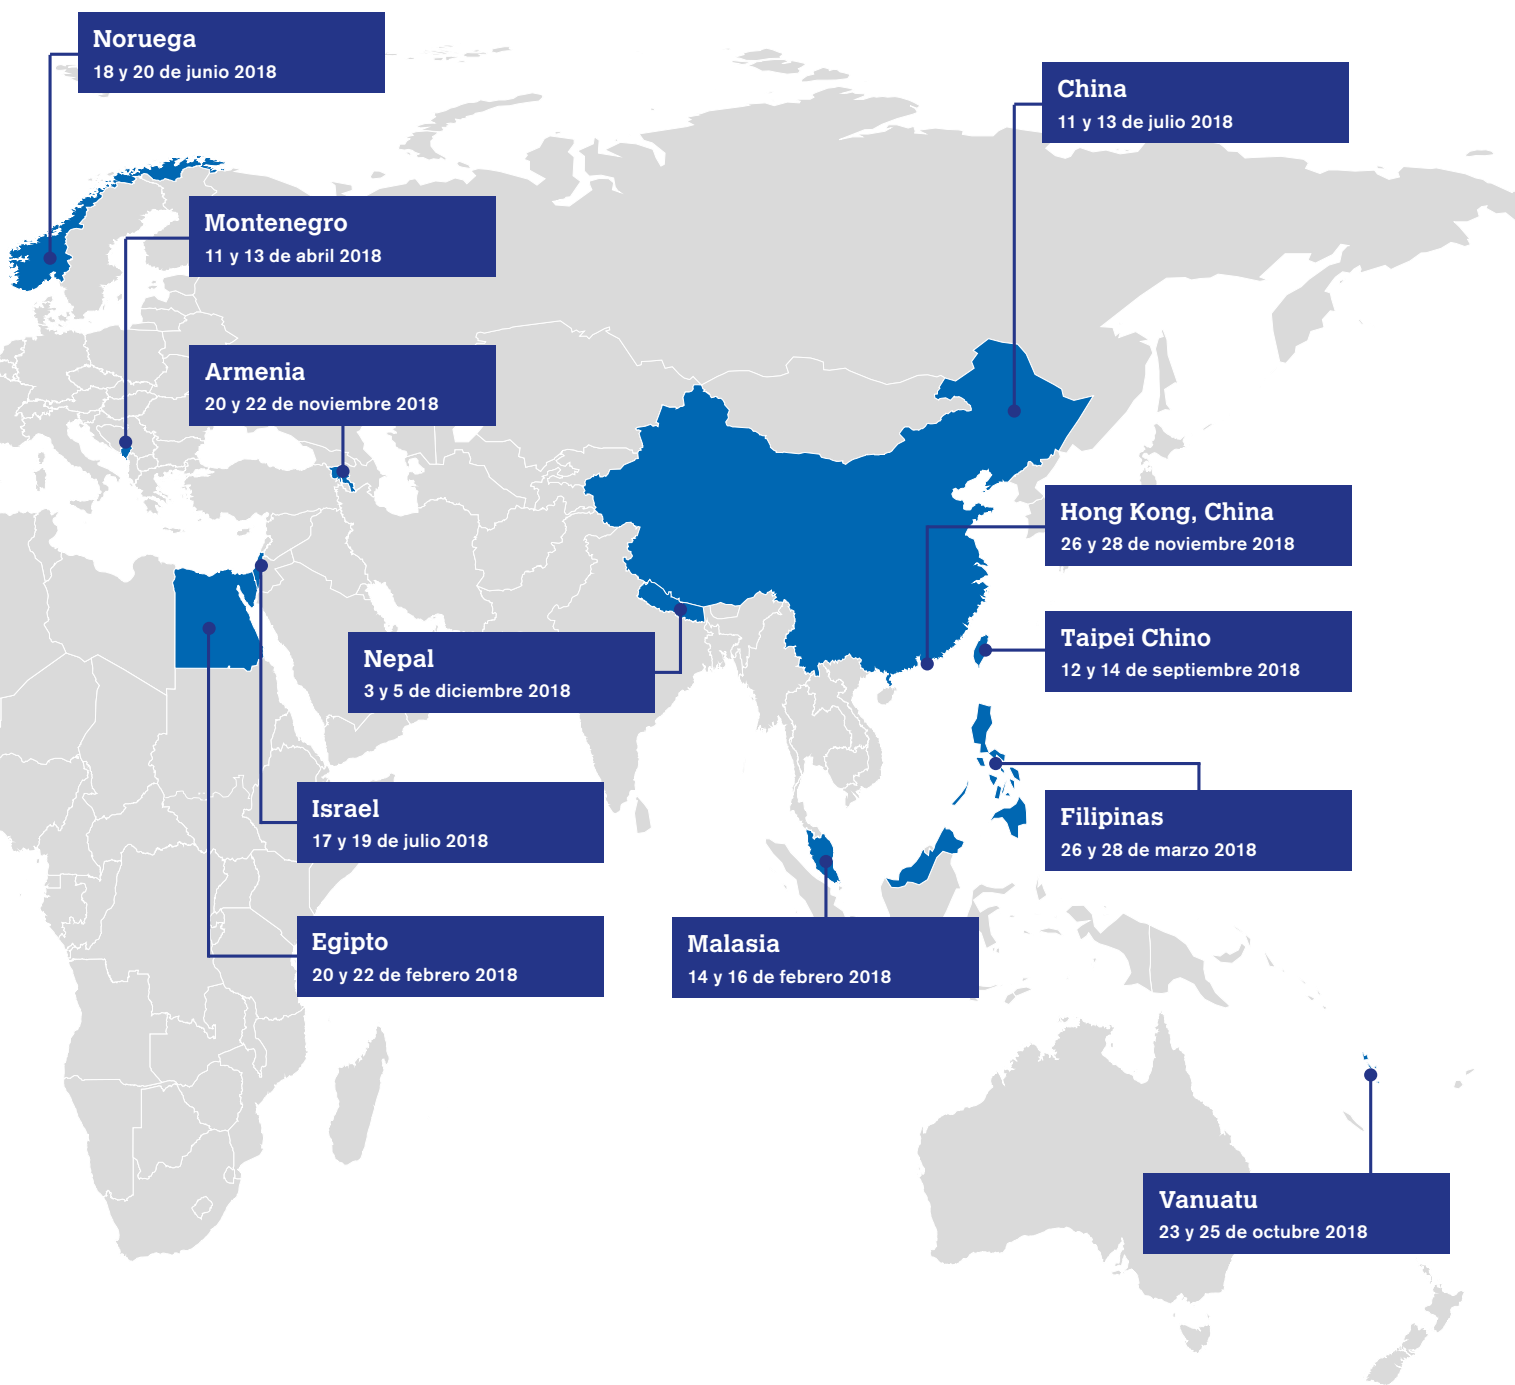 Noruega
18 y 20 de junio 2018
China
11 y 13 de julio 2018
Montenegro
11 y 13 de abril 2018
Armenia
20 y 22 de noviembre 2018
Hong Kong, China
26 y 28 de noviembre 2018
Taipei Chino
12 y 14 de septiembre 2018
Nepal
3 y 5 de diciembre 2018
Israel
17 y 19 de julio 2018
Filipinas
26 y 28 de marzo 2018
Egipto
20 y 22 de febrero 2018
Malasia
14 y 16 de febrero 2018
Vanuatu
23 y 25 de octubre 2018